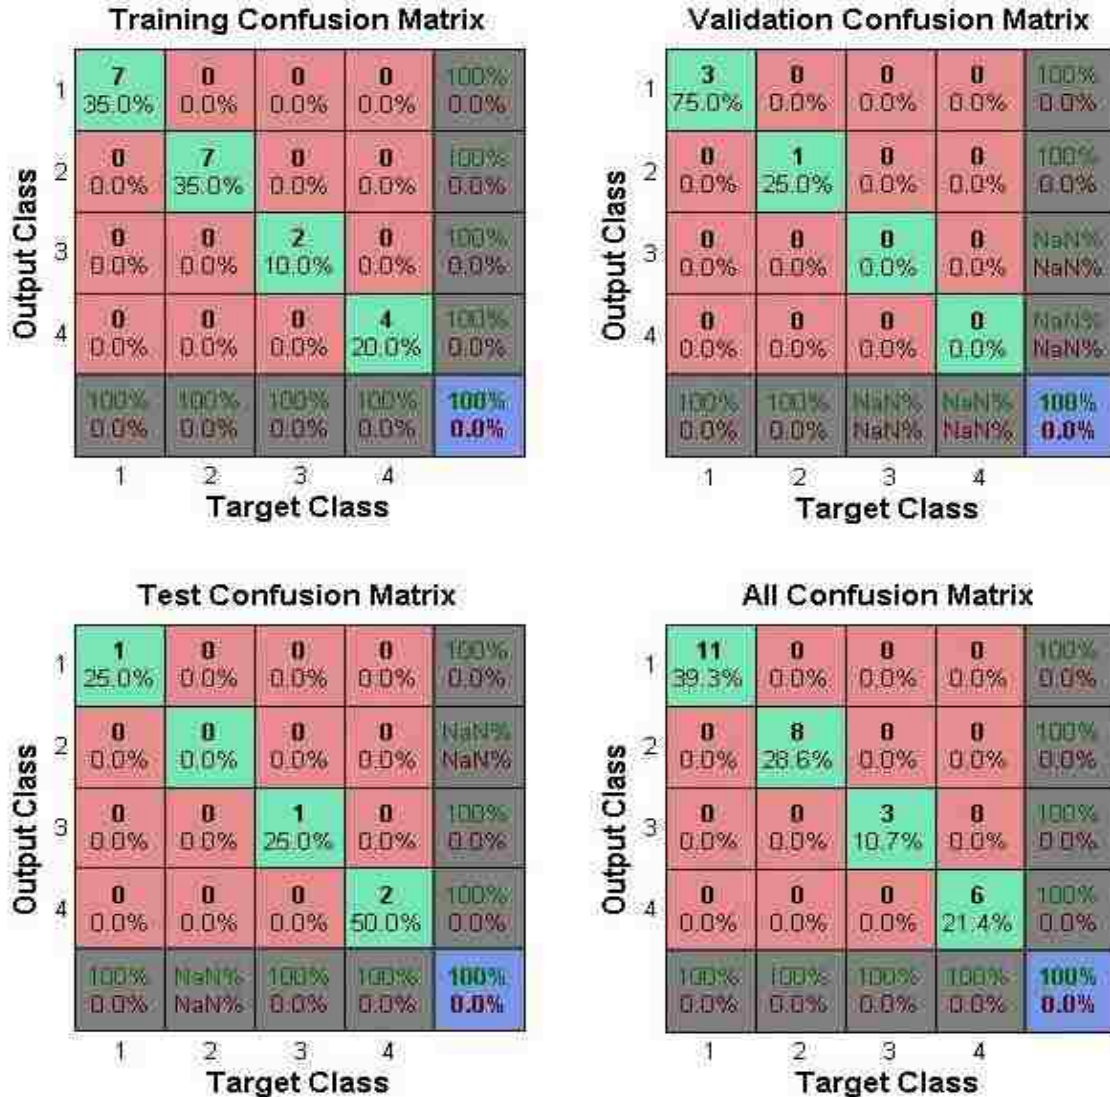 Training Confusion Matrix
1 7 0 0 0 100%
35.0% 0.0% 0.0% 0.0% 0.0%
2 0 7 0 0 100%
0.0% 35.0% 0.0% 0.0% 0.0%
3 0 0 2 0 100%
0.0% 0.0% 10.0% 0.0% 0.0%
4 0 0 0 4 100%
0.0% 0.0% 0.0% 20.0% 0.0%
100% 100% 100% 100% 100%
0.0% 0.0% 0.0% 0.0% 0.0%
1 2 3 4
Output Class
Target Class
Validation Confusion Matrix
1 3 0 0 0 100%
75.0% 0.0% 0.0% 0.0% 0.0%
2 0 1 0 0 100%
0.0% 25.0% 0.0% 0.0% 0.0%
3 0 0 0 0 NaN%
0.0% 0.0% 0.0% 0.0% NaN%
4 0 0 0 0 NaN%
0.0% 0.0% 0.0% 0.0% NaN%
100% 100% NaN% NaN% 100%
0.0% 0.0% NaN% NaN% 0.0%
1 2 3 4
Output Class
Target Class
Test Confusion Matrix
1 1 0 0 0 100%
25.0% 0.0% 0.0% 0.0% 0.0%
2 0 0 0 0 NaN%
0.0% 0.0% 0.0% 0.0% NaN%
3 0 0 1 0 100%
0.0% 0.0% 25.0% 0.0% 0.0%
4 0 0 0 2 100%
0.0% 0.0% 0.0% 50.0% 0.0%
100% NaN% 100% 100% 100%
0.0% NaN% 0.0% 0.0% 0.0%
1 2 3 4
Output Class
Target Class
All Confusion Matrix
1 11 0 0 0 100%
39.3% 0.0% 0.0% 0.0% 0.0%
2 0 8 0 0 100%
0.0% 28.6% 0.0% 0.0% 0.0%
3 0 0 3 0 100%
0.0% 0.0% 10.7% 0.0% 0.0%
4 0 0 0 6 100%
0.0% 0.0% 0.0% 21.4% 0.0%
100% 100% 100% 100% 100%
0.0% 0.0% 0.0% 0.0% 0.0%
1 2 3 4
Output Class
Target Class